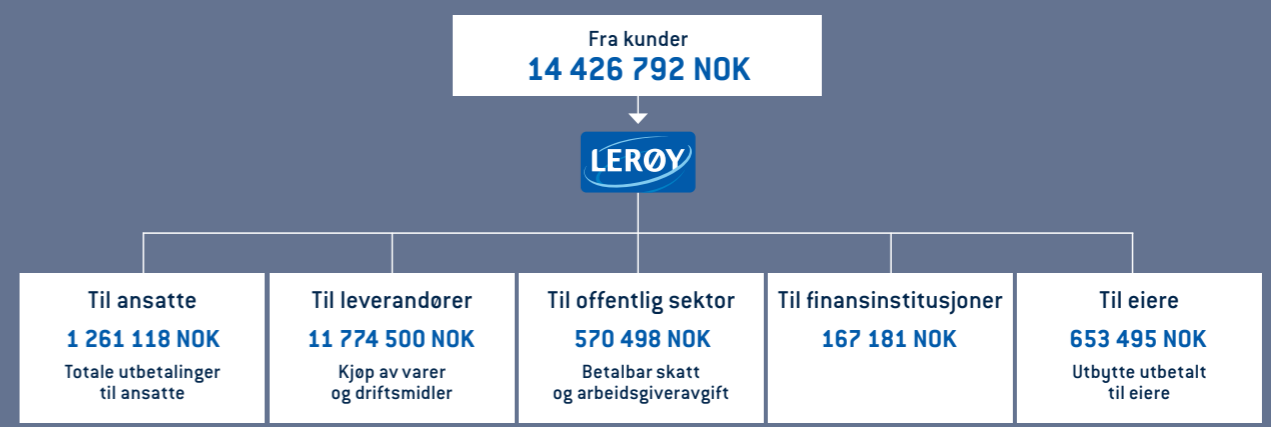 Fra kunder
14 426 792 NOK
LERØY
Til ansatte
1 261 118 NOK
Totale utbetalinger
til ansatte
Til leverandører
11 774 500 NOK
Kjøp av varer
og driftsmidler
Til offentlig sektor
570 498 NOK
Betalbar skatt
og arbeidsgiveravgift
Til finansinstitusjoner
167 181 NOK
Til eiere
653 495 NOK
Utbytte utbetalt
til eiere